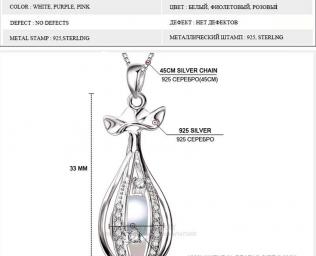 COLOR : WHITE, PURPLE, PINK
ЦВЕТ : БЕЛЫЙ, ФИОЛЕТОВЫЙ, РОЗОВЫЙ
DEFECT : NO DEFECTS
ДЕФЕКТ : НЕТ ДЕФЕКТОВ
METAL STAMP : 925,STERLING
МЕТАЛЛИЧЕСКИЙ ШТАМП : 925, STERLING
45CM SILVER CHAIN
925 СЕРЕБРО(45CM)
925 SILVER
925 СЕРЕБРО
33 MM